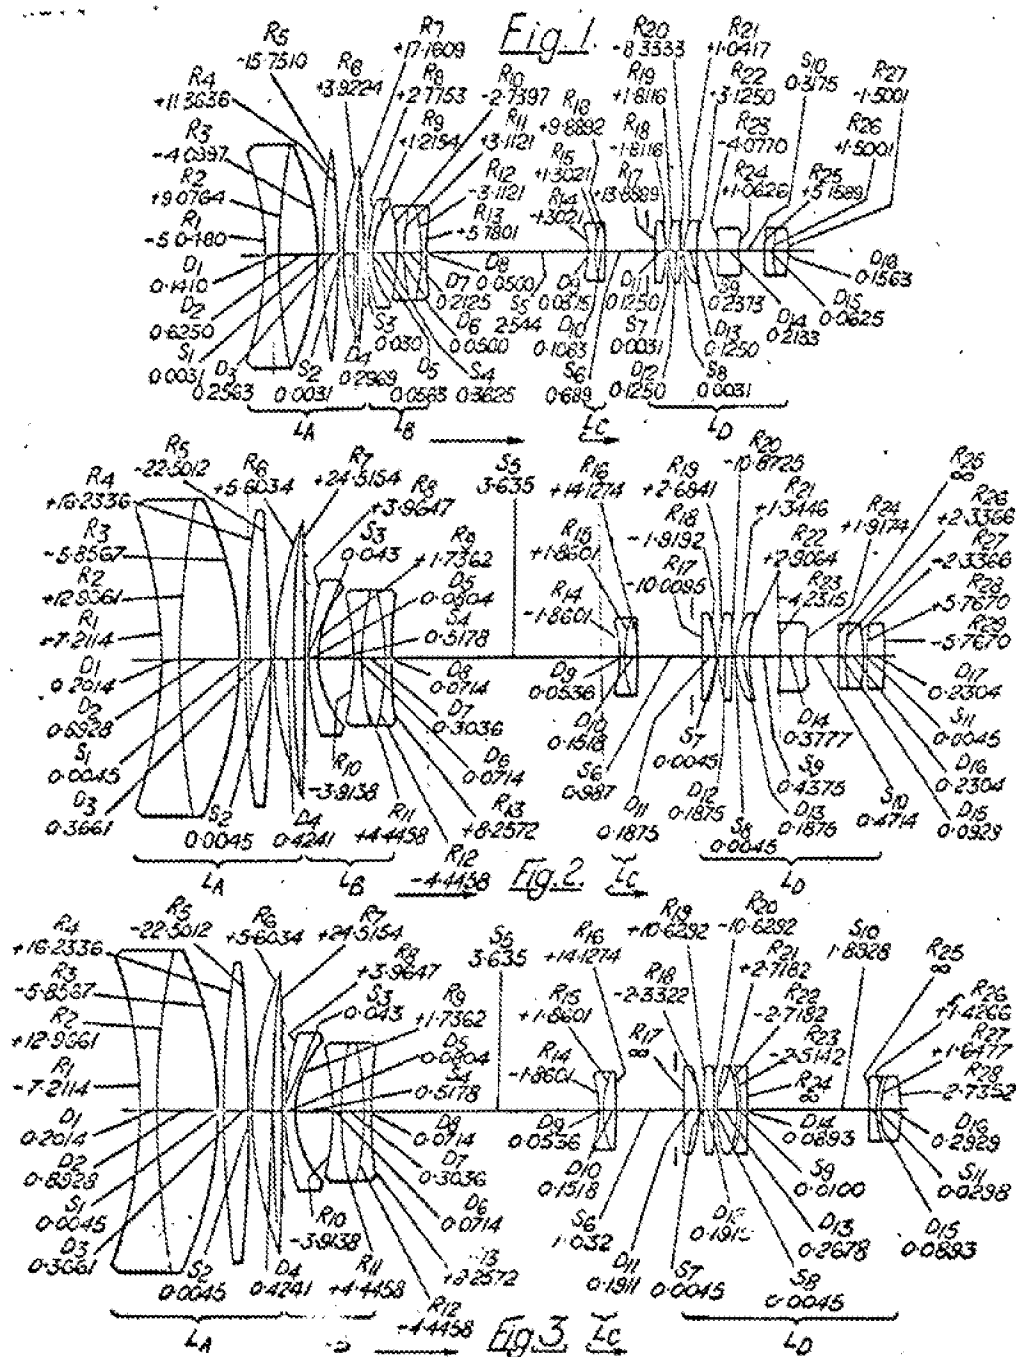 Fig. 1.
R5
-15.7510
R4
+11.3636
R3
-4.0397
R2
+9.0764
R1
D1
0.1410
D2
0.6250
S1
0.0031
D3
0.2563
S2
0.0031
D4
0.2969
R6
+3.9224
R7
+17.1609
R8
+2.7753
R9
+1.2154
R10
-2.7397
R11
+3.1121
R12
-3.1121
R13
+5.7801
S3
0.030
D5
0.0563
S4
0.3625
D6
0.0500
D7
0.2125
D8
0.0500
S5
2.544
R14
-1.3021
R15
+1.3021
R16
+9.8892
D9
0.0375
D10
0.1063
S6
0.689
R17
+13.8889
R18
-1.8116
R19
+1.8116
R20
-8.3333
R21
+1.0417
R22
+3.1250
R23
-4.0770
R24
+1.0626
R25
+5.1589
R26
+1.5001
R27
-1.5001
S10
0.3175
D11
0.1250
S7
0.0031
D12
0.1250
S8
0.0031
D13
0.1250
S9
0.2373
D14
0.2133
D15
0.0625
D16
0.1563
LA
LB
LC
LD
R4
+16.2336
R5
-22.5012
R6
+5.6034
R7
+24.5154
R8
+3.9647
R3
-5.8567
R2
+12.9661
R1
+7.2114
D1
0.2014
D2
0.8928
S1
0.0045
D3
0.3661
S2
0.0045
D4
0.4241
S3
0.043
R9
+1.7362
D5
0.0804
S4
0.5178
D8
0.0714
D7
0.3036
D6
0.0714
R10
-3.9138
R11
+4.4458
R12
-4.4458
R13
+8.2572
S5
3.635
R14
-1.8601
R15
+1.8601
R16
+14.1274
D9
0.0536
D10
0.1518
S6
0.987
R17
-10.0095
R18
-1.9192
R19
+2.6841
R20
-10.8725
R21
+1.3446
R22
+2.9064
R23
-4.2315
R24
+1.9174
R25
∞
R26
+2.3366
R27
-2.3366
R28
+5.7670
R29
-5.7670
D11
0.1875
S7
0.0045
D12
0.1875
S8
0.0045
D13
0.1875
S9
0.4375
D14
0.3777
S10
0.4714
D15
0.0929
D16
0.2304
S11
0.0045
D17
0.2304
LA
LB
Fig. 2.
LC
LD
R4
+16.2336
R5
-22.5012
R6
+5.6034
R7
+24.5154
R8
+3.9647
R3
-5.8567
R2
+12.9661
R1
-7.2114
D1
0.2014
D2
0.8928
S1
0.0045
D3
0.3661
S2
0.0045
D4
0.4241
S3
0.043
R9
+1.7362
D5
0.0804
S4
0.5178
D8
0.0714
D7
0.3036
D6
0.0714
R10
-3.9138
R11
+4.4458
R12
-4.4458
S5
3.635
R14
-1.8601
R15
+1.8601
R16
+14.1274
D9
0.0536
D10
0.1518
S6
1.032
R17
∞
R18
-2.3322
R19
+10.6292
R20
-10.6292
R21
+2.7182
R22
-2.7182
R23
-2.5142
R24
∞
S10
1.8928
R25
∞
R26
+1.4266
R27
+1.6477
R28
-2.7352
D11
0.1911
S7
0.0045
S8
0.0045
D13
0.2678
S9
0.0100
D14
0.0893
D15
0.0893
S11
0.0298
D16
0.2929
LA
Fig. 3.
LC
LD